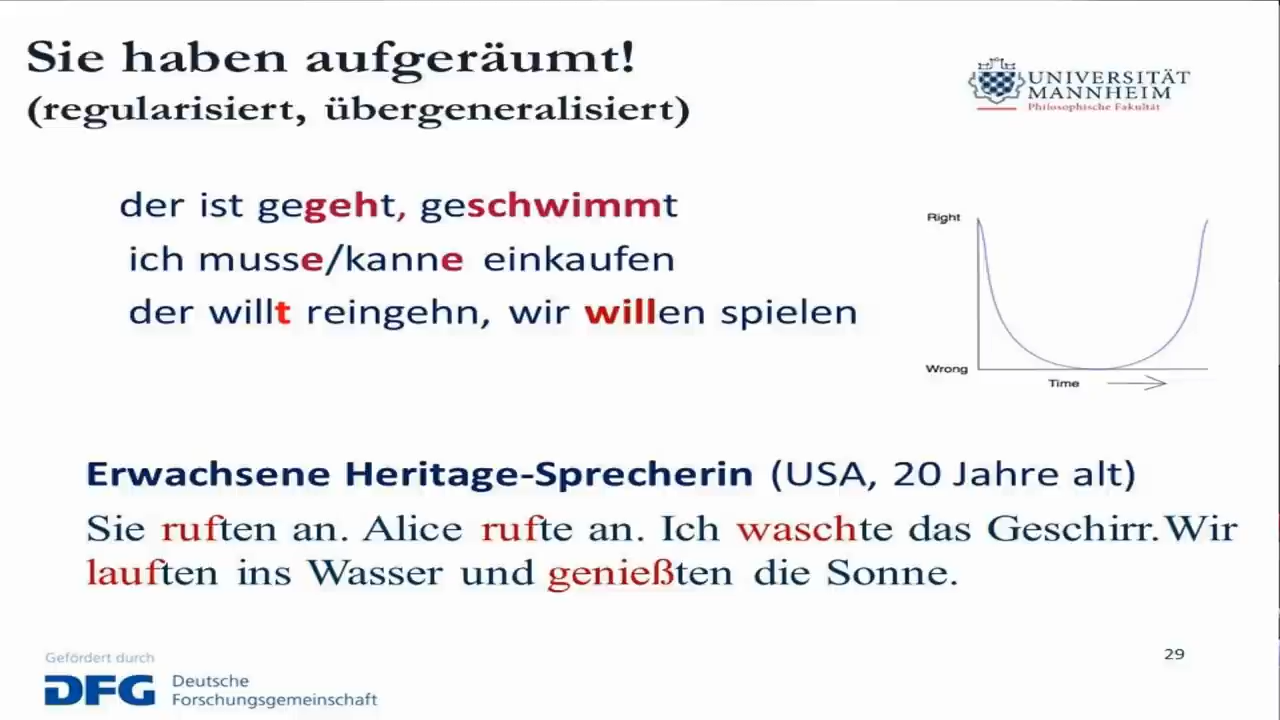 Sie haben aufgeräumt!
(regularisiert, übergeneralisiert)
UNIVERSITÄT
MANNHEIM
Philosophische Fakultät
der ist gegeht, geschwimmt
ich musse/kanne einkaufen
der willt reingehn, wir willen spielen
Right
Wrong
Time
Erwachsene Heritage-Sprecherin (USA, 20 Jahre alt)
Sie ruften an. Alice rufte an. Ich waschte das Geschirr. Wir
lauften ins Wasser und genießten die Sonne.
29
Gefördert durch
DFG
Deutsche
Forschungsgemeinschaft